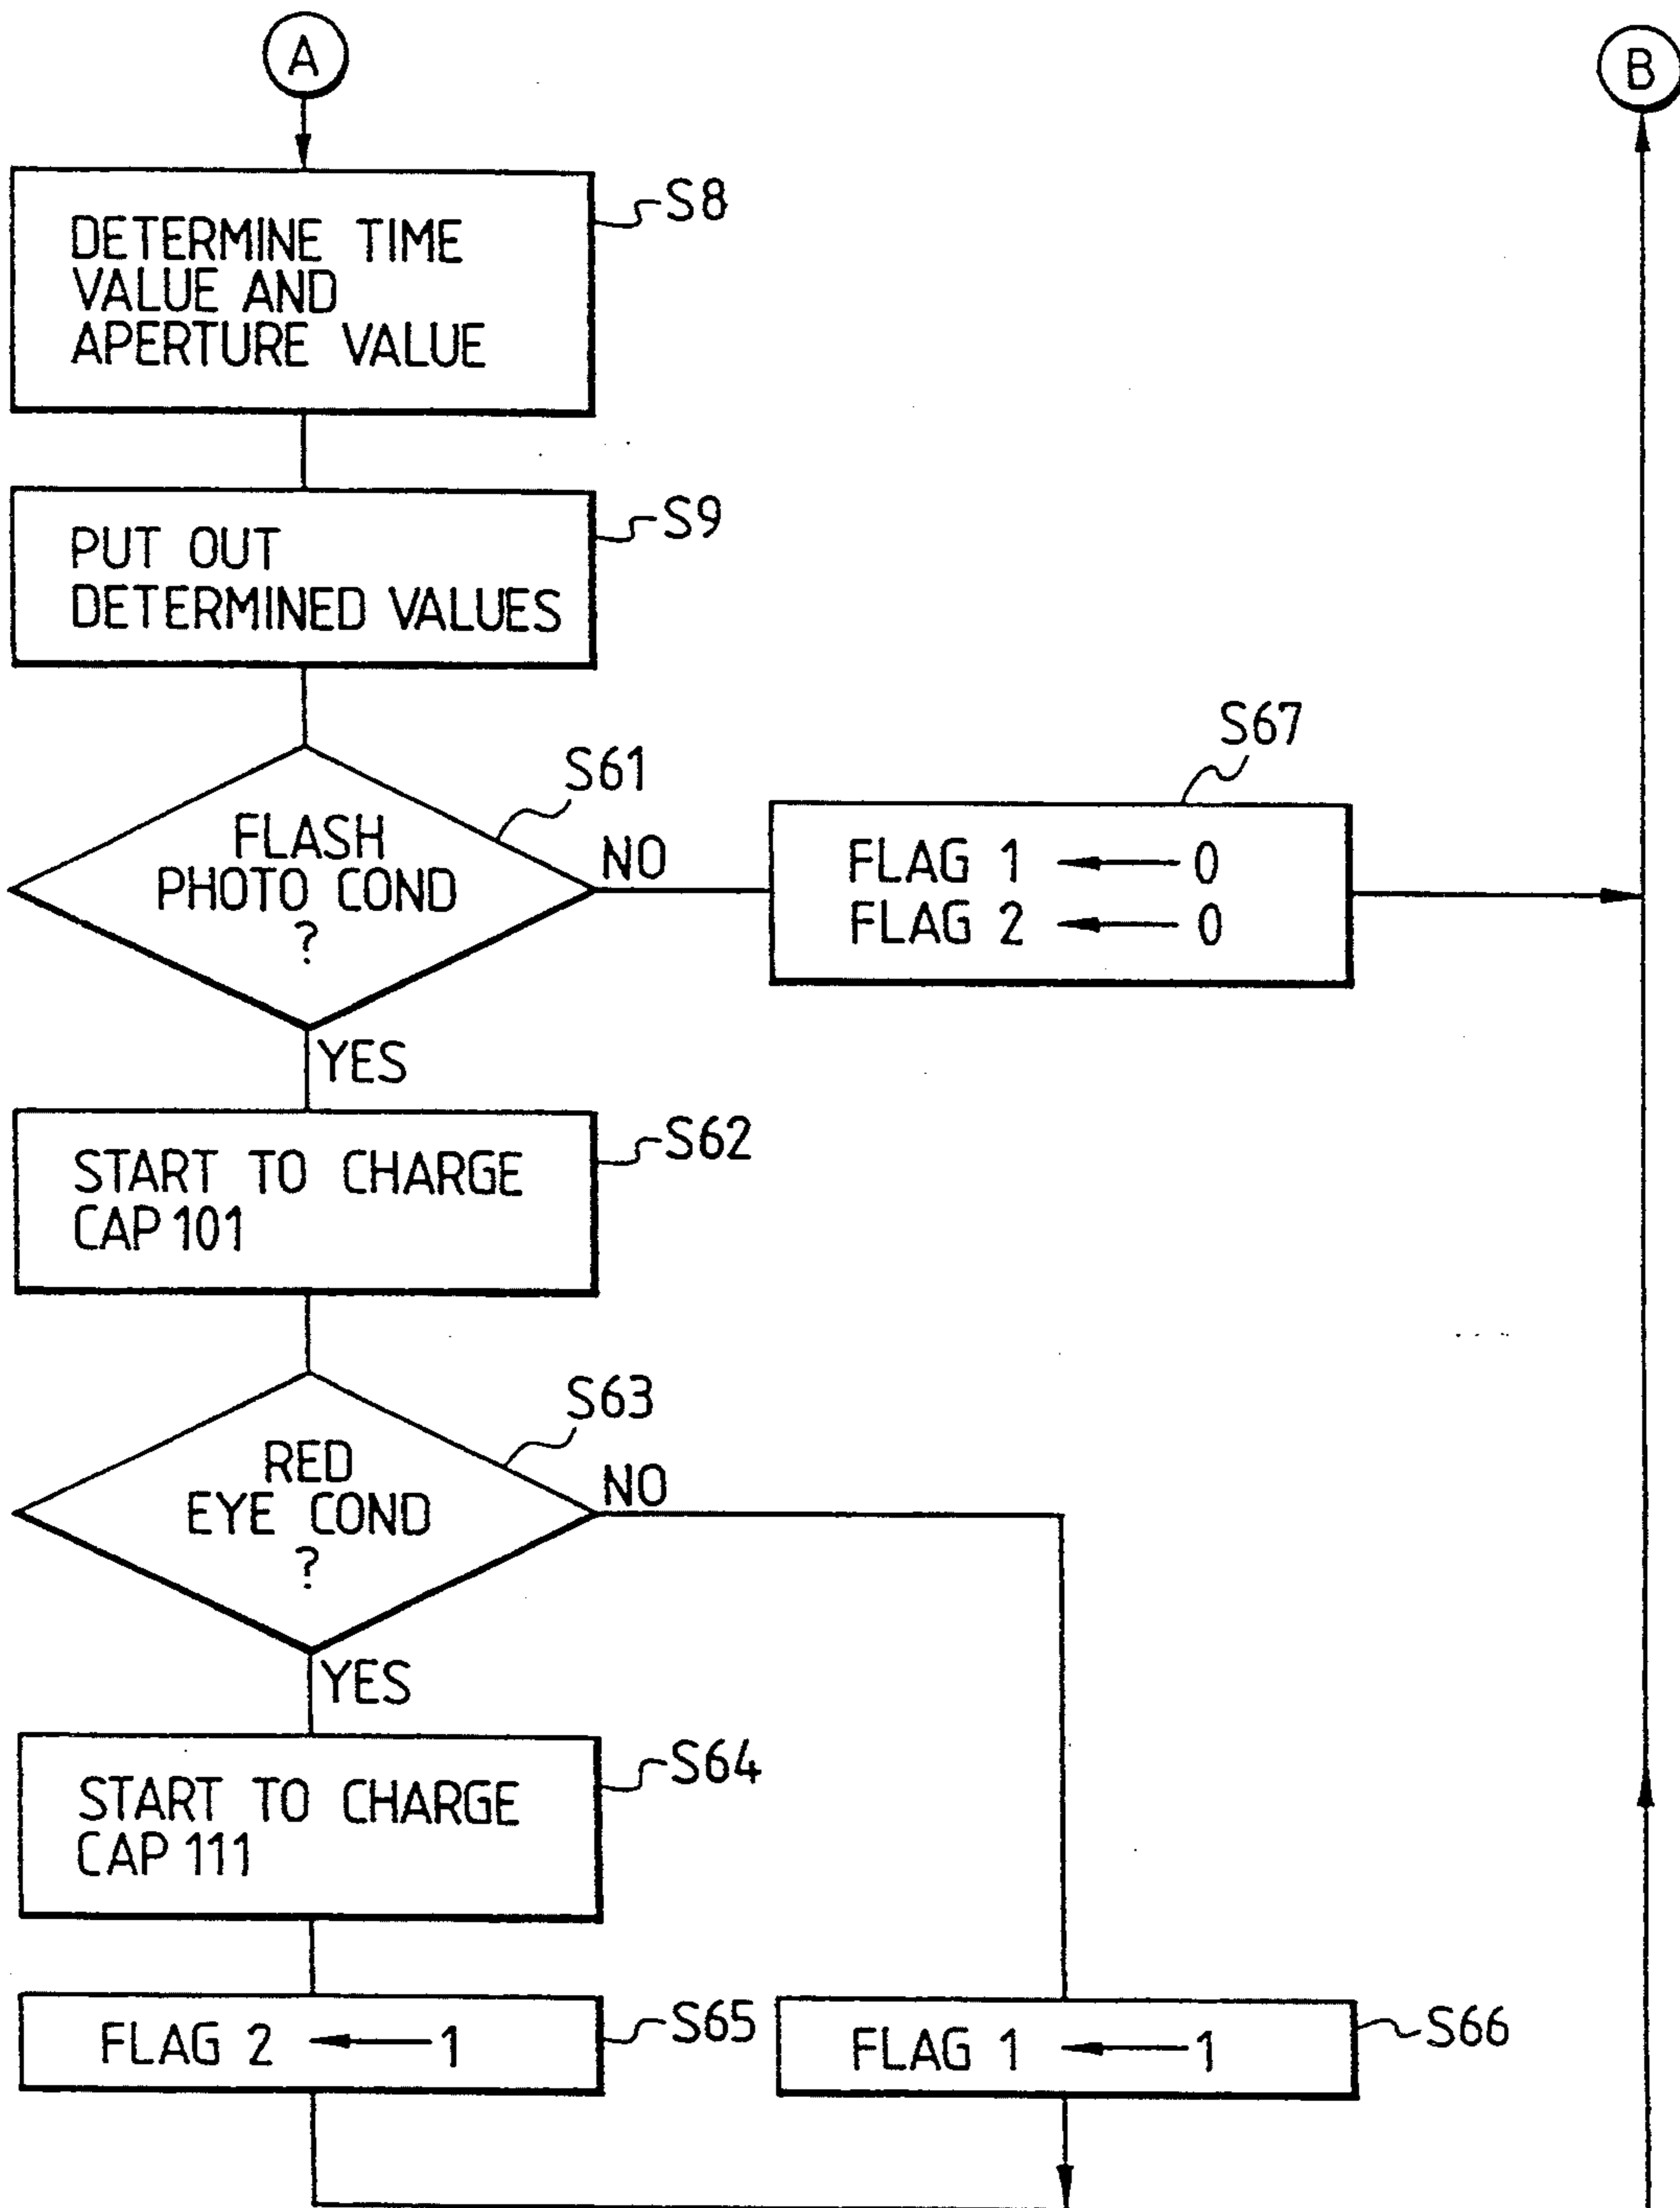 A
B
DETERMINE TIME
VALUE AND
APERTURE VALUE
S8
PUT OUT
DETERMINED VALUES
S9
FLASH
PHOTO COND
?
S61
NO
YES
FLAG 1 ← 0
FLAG 2 ← 0
S67
START TO CHARGE
CAP 101
S62
RED
EYE COND
?
S63
NO
YES
START TO CHARGE
CAP 111
S64
FLAG 2 ← 1
S65
FLAG 1 ← 1
S66